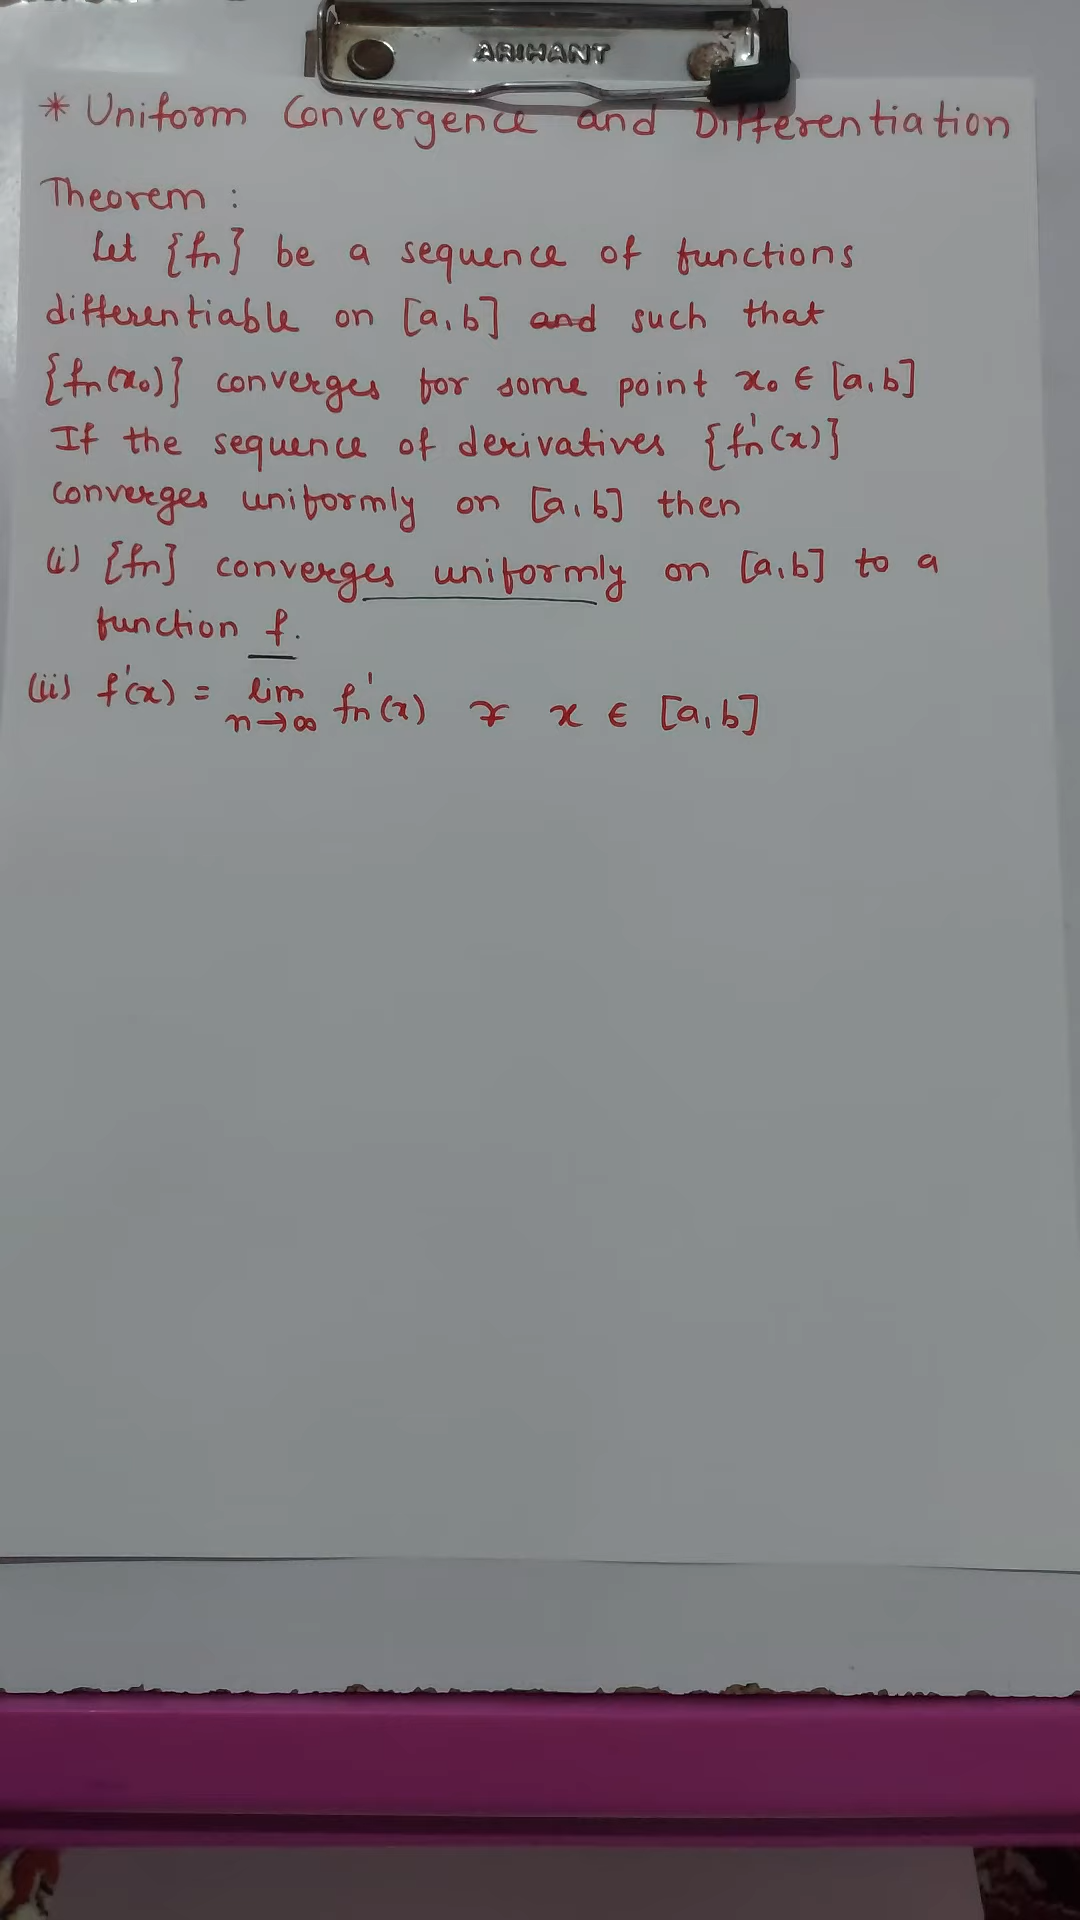 ARIHANT
* Uniform Convergence and Differentiation
Theorem :
Let {fn} be a sequence of functions
differentiable on [a,b] and such that
{fn(x₀)} converges for some point x₀ ∈ [a,b]
If the sequence of derivatives {fn'(x)}
converges uniformly on [a,b] then
(i) {fn} converges uniformly on [a,b] to a
function f.
(ii) f'(x) = lim n→∞ fn'(x) ∀ x ∈ [a,b]